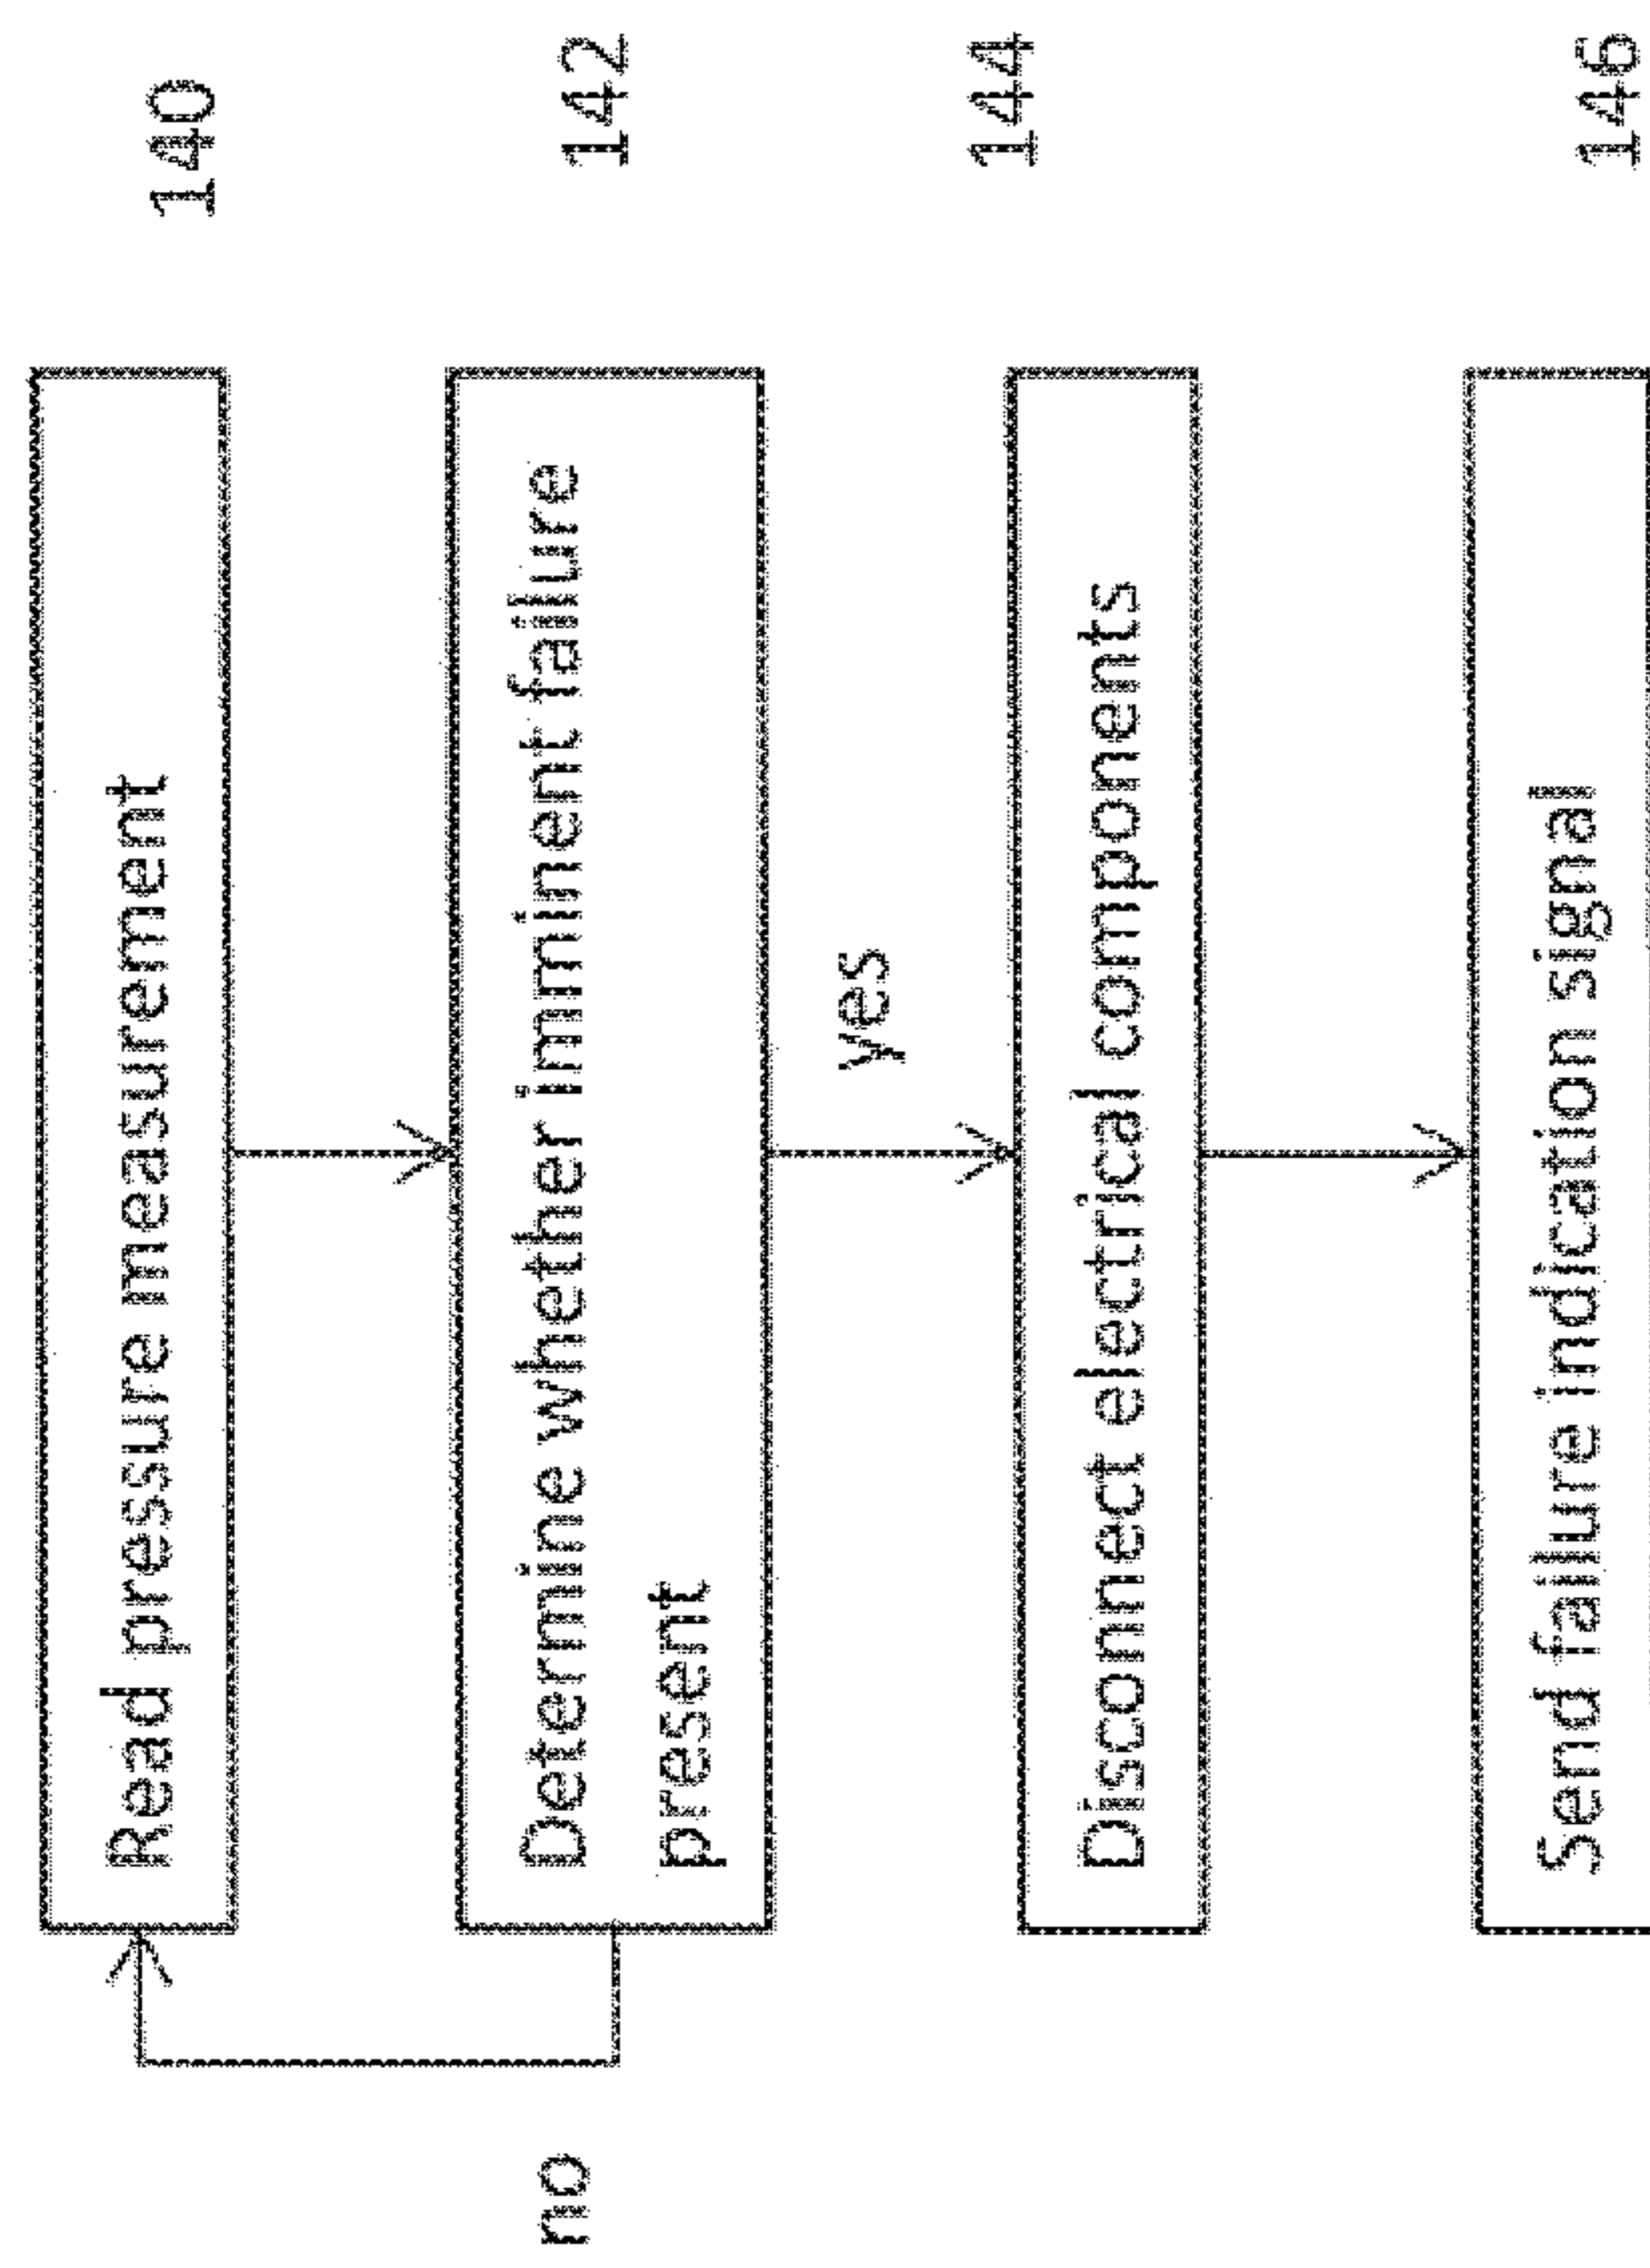 Read pressure measurement
140
Determine whether imminent failure
present
142
no
yes
Disconnect electrical components
144
Send failure indication signal
146